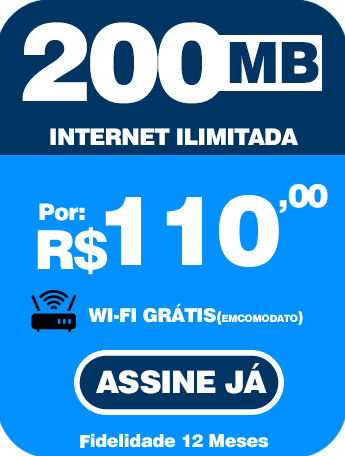 200 MB
INTERNET ILIMITADA
Por:
R$110,00
WI-FI GRÁTIS(EMCOMODATO)
ASSINE JÁ
Fidelidade 12 Meses